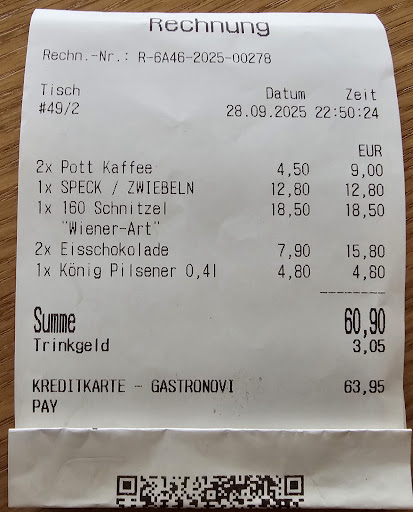 Rechnung
Rechn.-Nr.: R-6A46-2025-00278
Tisch Datum Zeit
#49/2 28.09.2025 22:50:24
EUR
2x Pott Kaffee 4,50 9,00
1x SPECK / ZWIEBELN 12,80 12,80
1x 160 Schnitzel 18,50 18,50
"Wiener-Art"
2x Eisschokolade 7,90 15,80
1x König Pilsener 0,4l 4,80 4,80
Summe 60,90
Trinkgeld 3,05
KREDITKARTE - GASTRONOVI 63,95
PAY